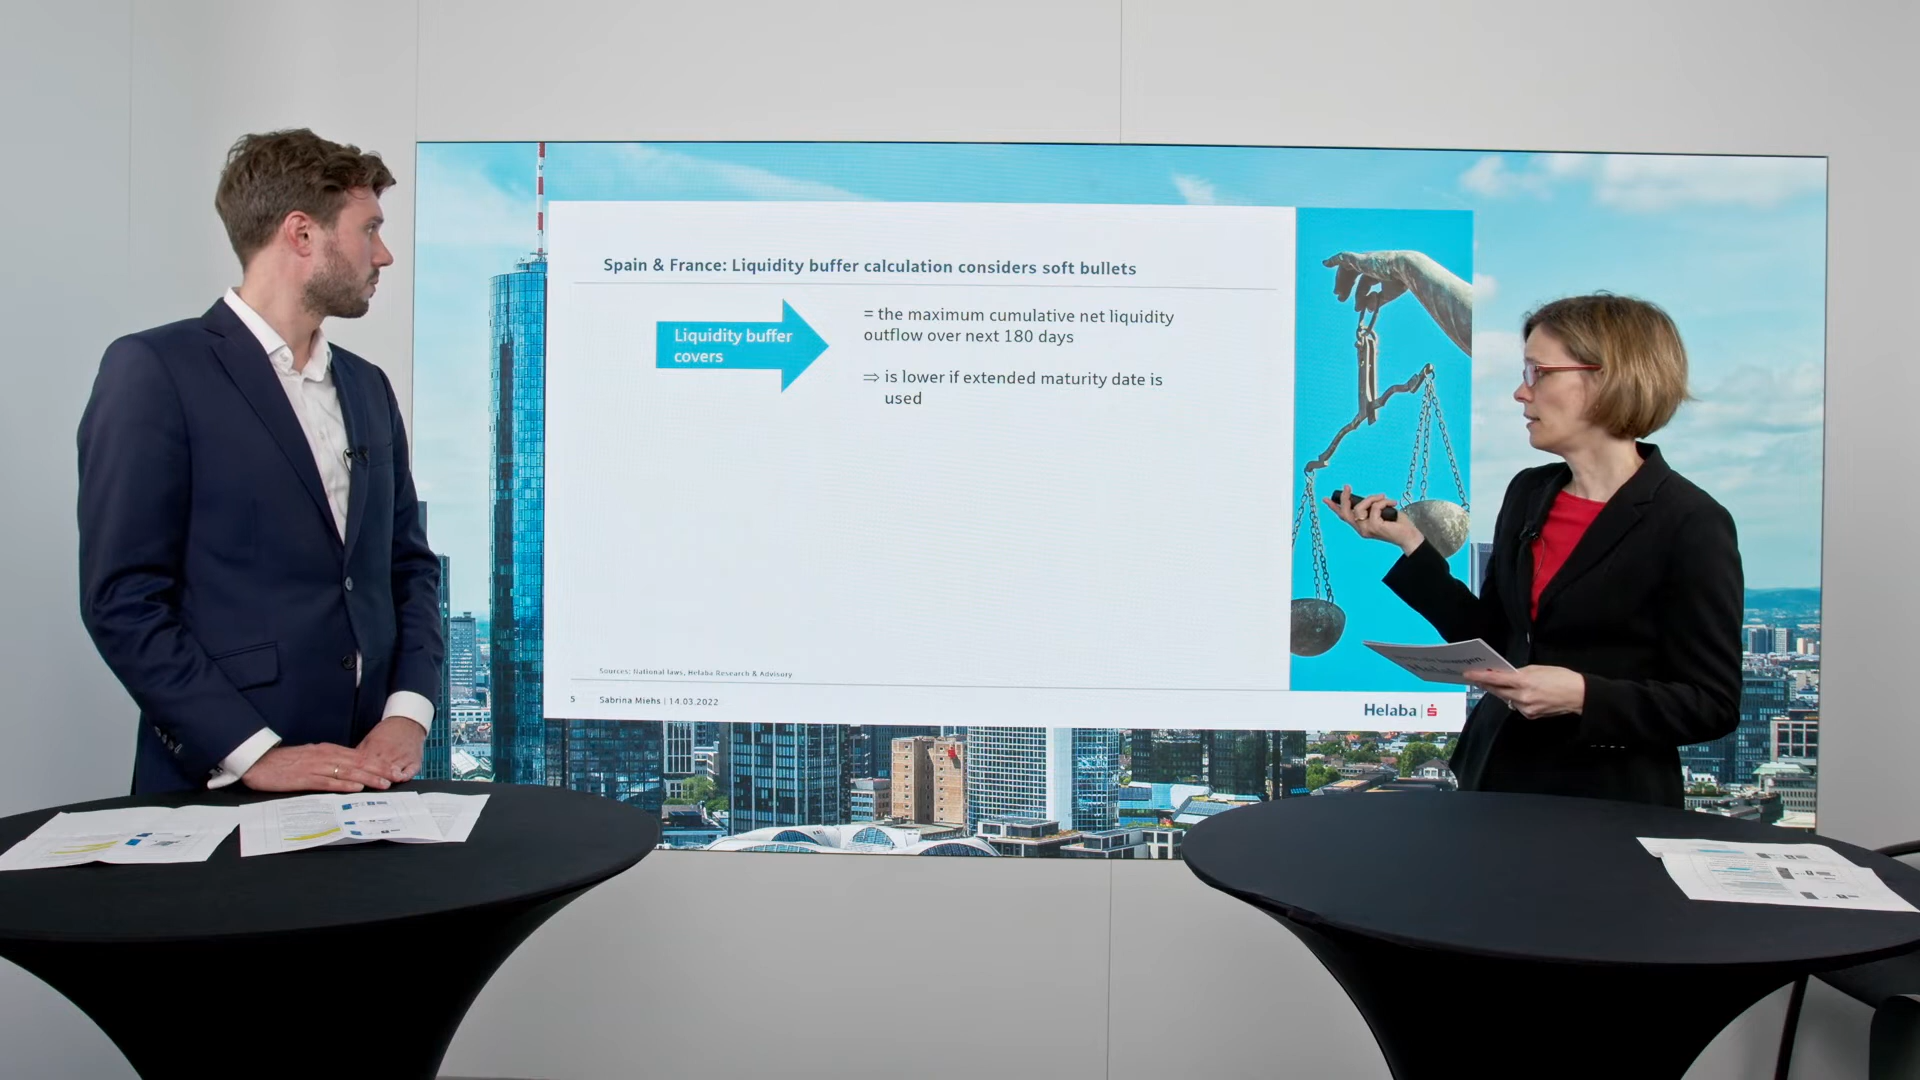 Spain & France: Liquidity buffer calculation considers soft bullets
Liquidity buffer
covers
= the maximum cumulative net liquidity
outflow over next 180 days
⇒ is lower if extended maturity date is
used
Sources: National laws, Helaba Research & Advisory
5 Sabrina Miehs | 14.03.2022
Helaba